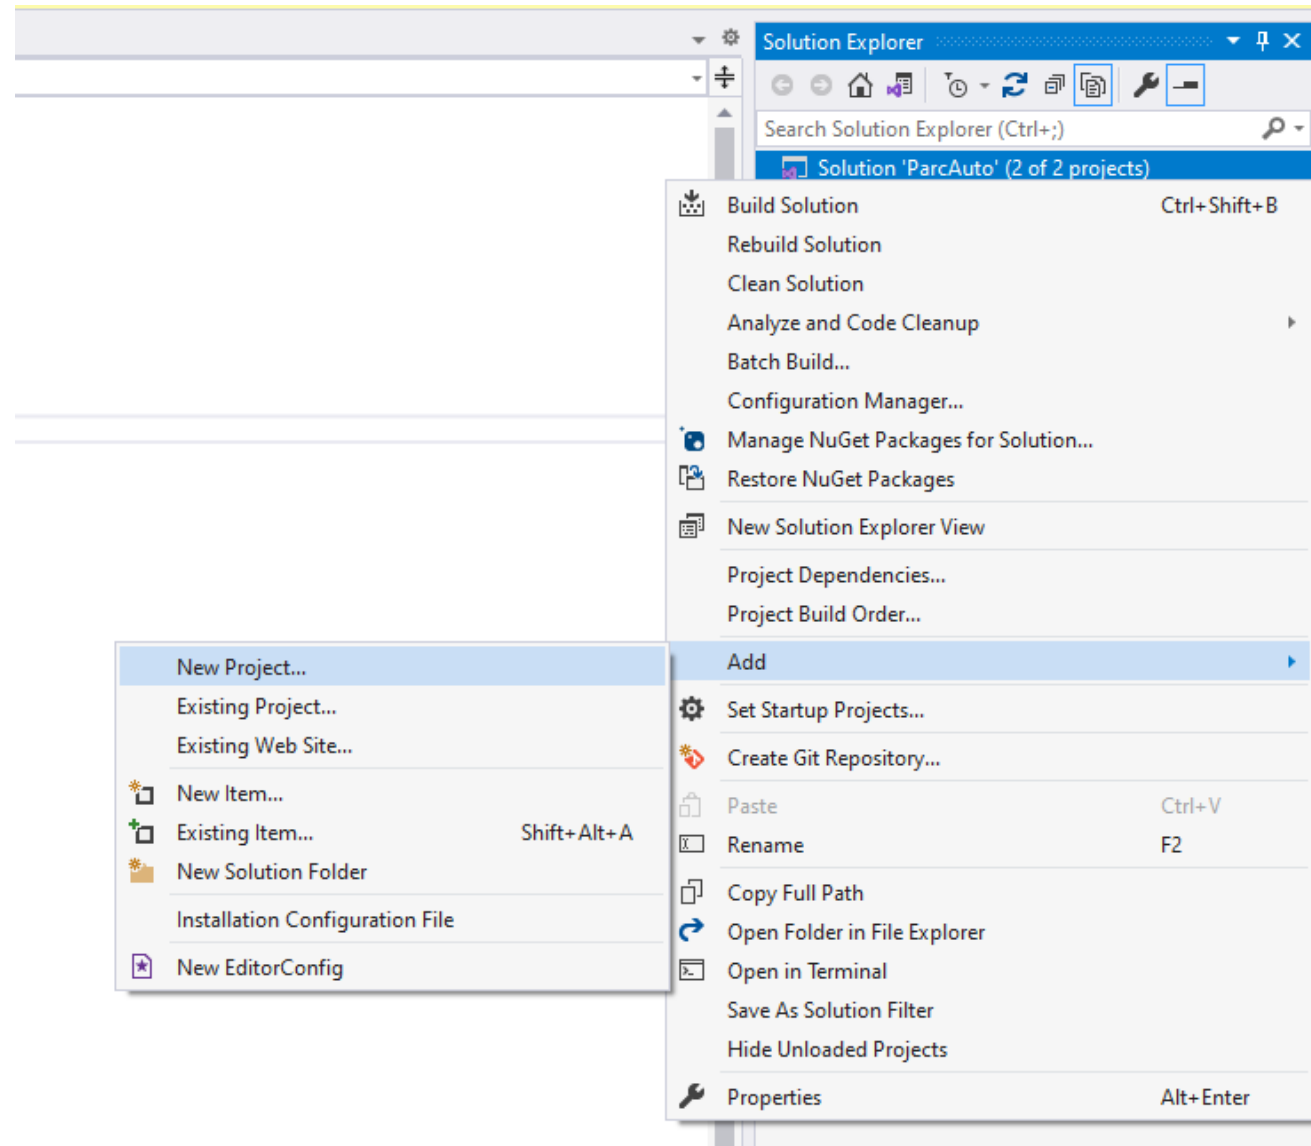 Solution Explorer
Search Solution Explorer (Ctrl+;)
Solution 'ParcAuto' (2 of 2 projects)
Build Solution Ctrl+Shift+B
Rebuild Solution
Clean Solution
Analyze and Code Cleanup
Batch Build...
Configuration Manager...
Manage NuGet Packages for Solution...
Restore NuGet Packages
New Solution Explorer View
Project Dependencies...
Project Build Order...
Add
Set Startup Projects...
Create Git Repository...
Paste Ctrl+V
Rename F2
Copy Full Path
Open Folder in File Explorer
Open in Terminal
Save As Solution Filter
Hide Unloaded Projects
Properties Alt+Enter
New Project...
Existing Project...
Existing Web Site...
New Item...
Existing Item... Shift+Alt+A
New Solution Folder
Installation Configuration File
New EditorConfig